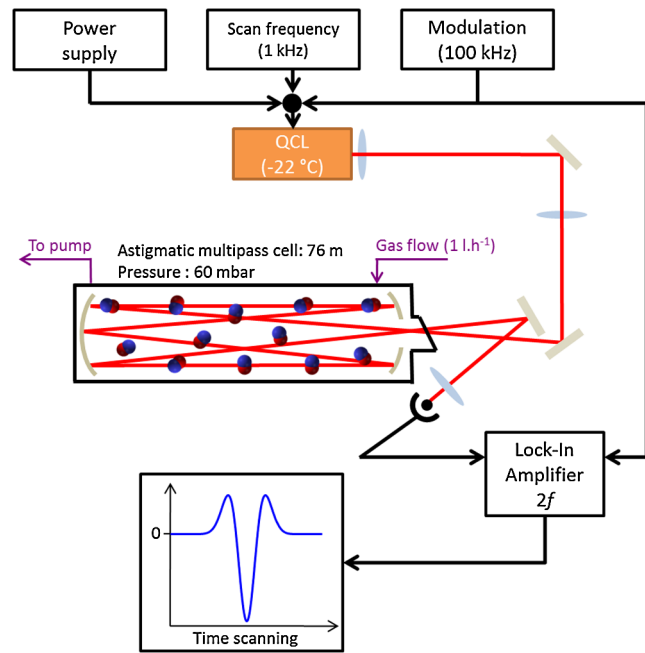 Power
supply
Scan frequency
(1 kHz)
Modulation
(100 kHz)
QCL
(-22 °C)
To pump
Astigmatic multipass cell: 76 m
Pressure : 60 mbar
Gas flow (1 l.h⁻¹)
Lock-In
Amplifier
2f
0
Time scanning